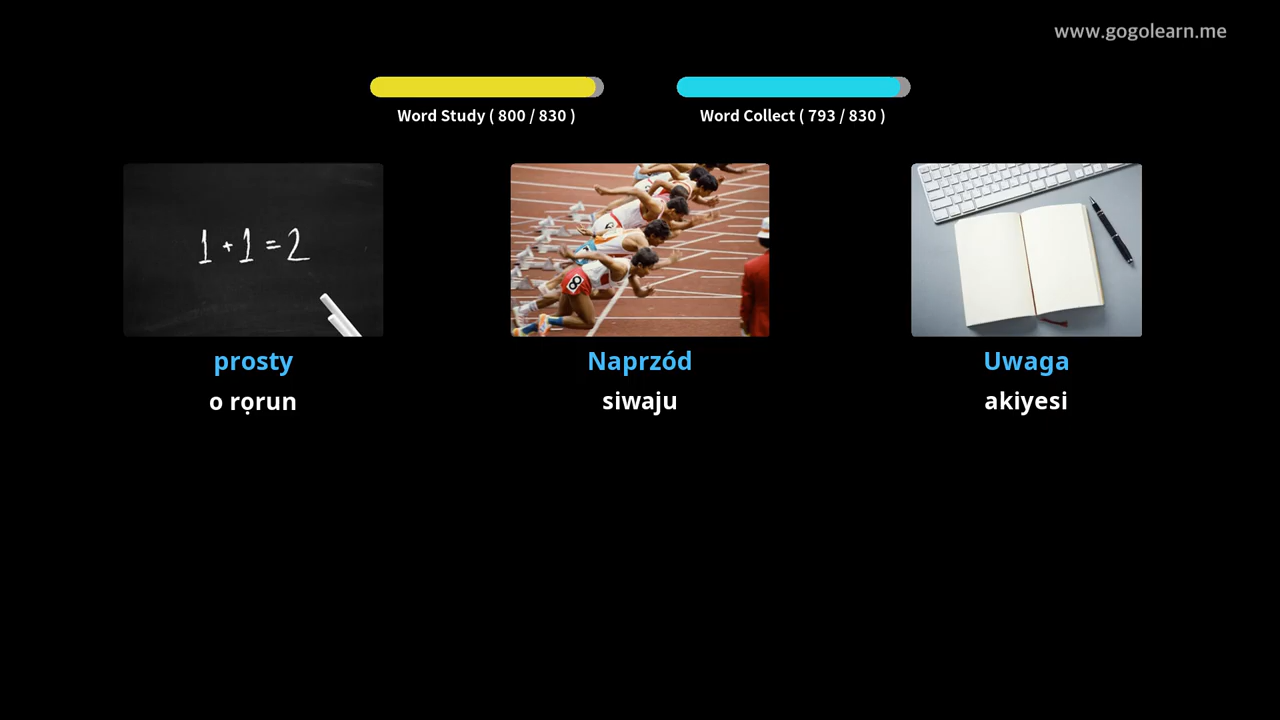 www.gogolearn.me
Word Study ( 800 / 830 )
Word Collect ( 793 / 830 )
1 + 1 = 2
8
prosty
Naprzód
Uwaga
o rọrun
siwaju
akiyesi